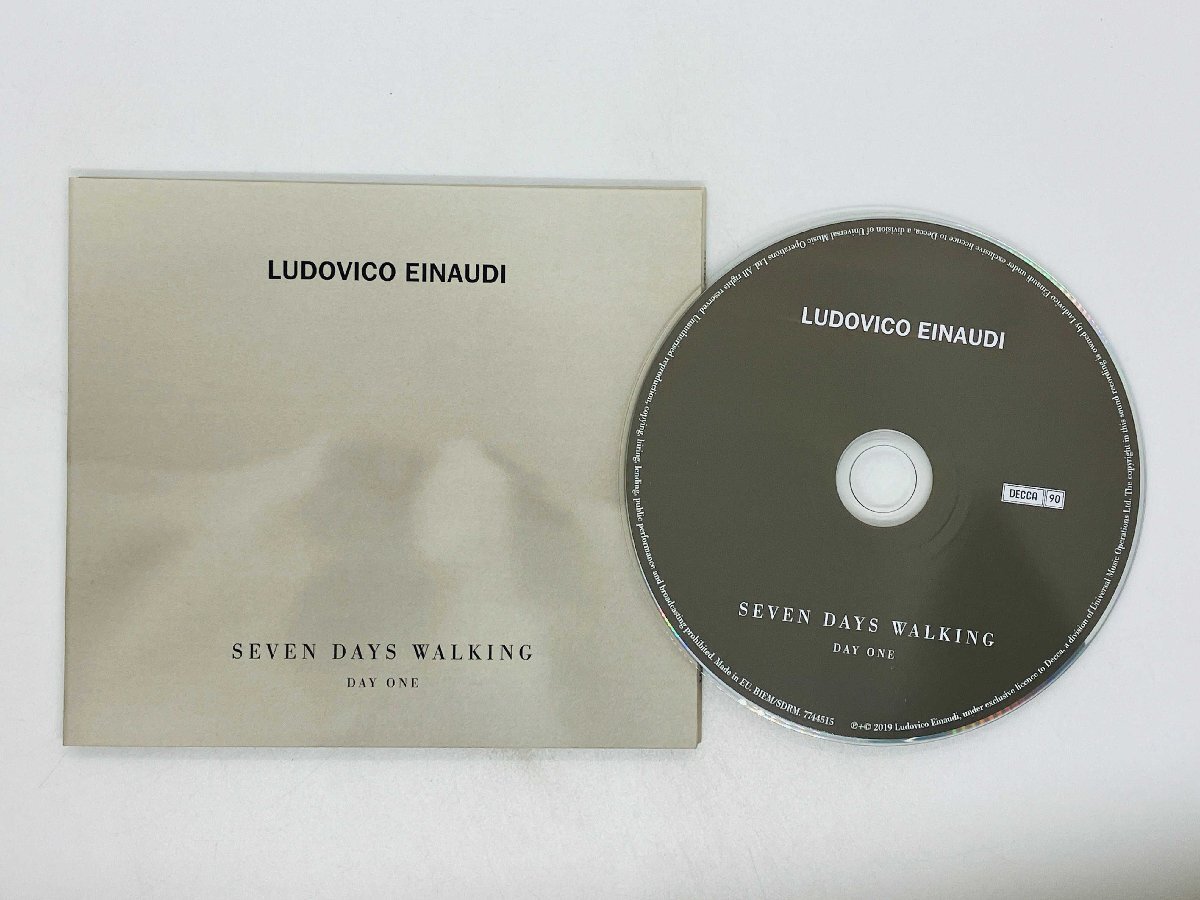 LUDOVICO EINAUDI
SEVEN DAYS WALKING
DAY ONE
LUDOVICO EINAUDI
DECCA 90
SEVEN DAYS WALKING
DAY ONE
℗+© 2019 Ludovico Einaudi, under exclusive licence to Decca, a division of Universal Music Operations Ltd. The copyright in this sound recording is owned by Ludovico Einaudi under exclusive licence to Decca, a division of Universal Music Operations Ltd. All rights reserved. Unauthorised reproduction, copying, hiring, lending, public performance and broadcasting prohibited. Made in EU. BIEM/SDRM. 7744515